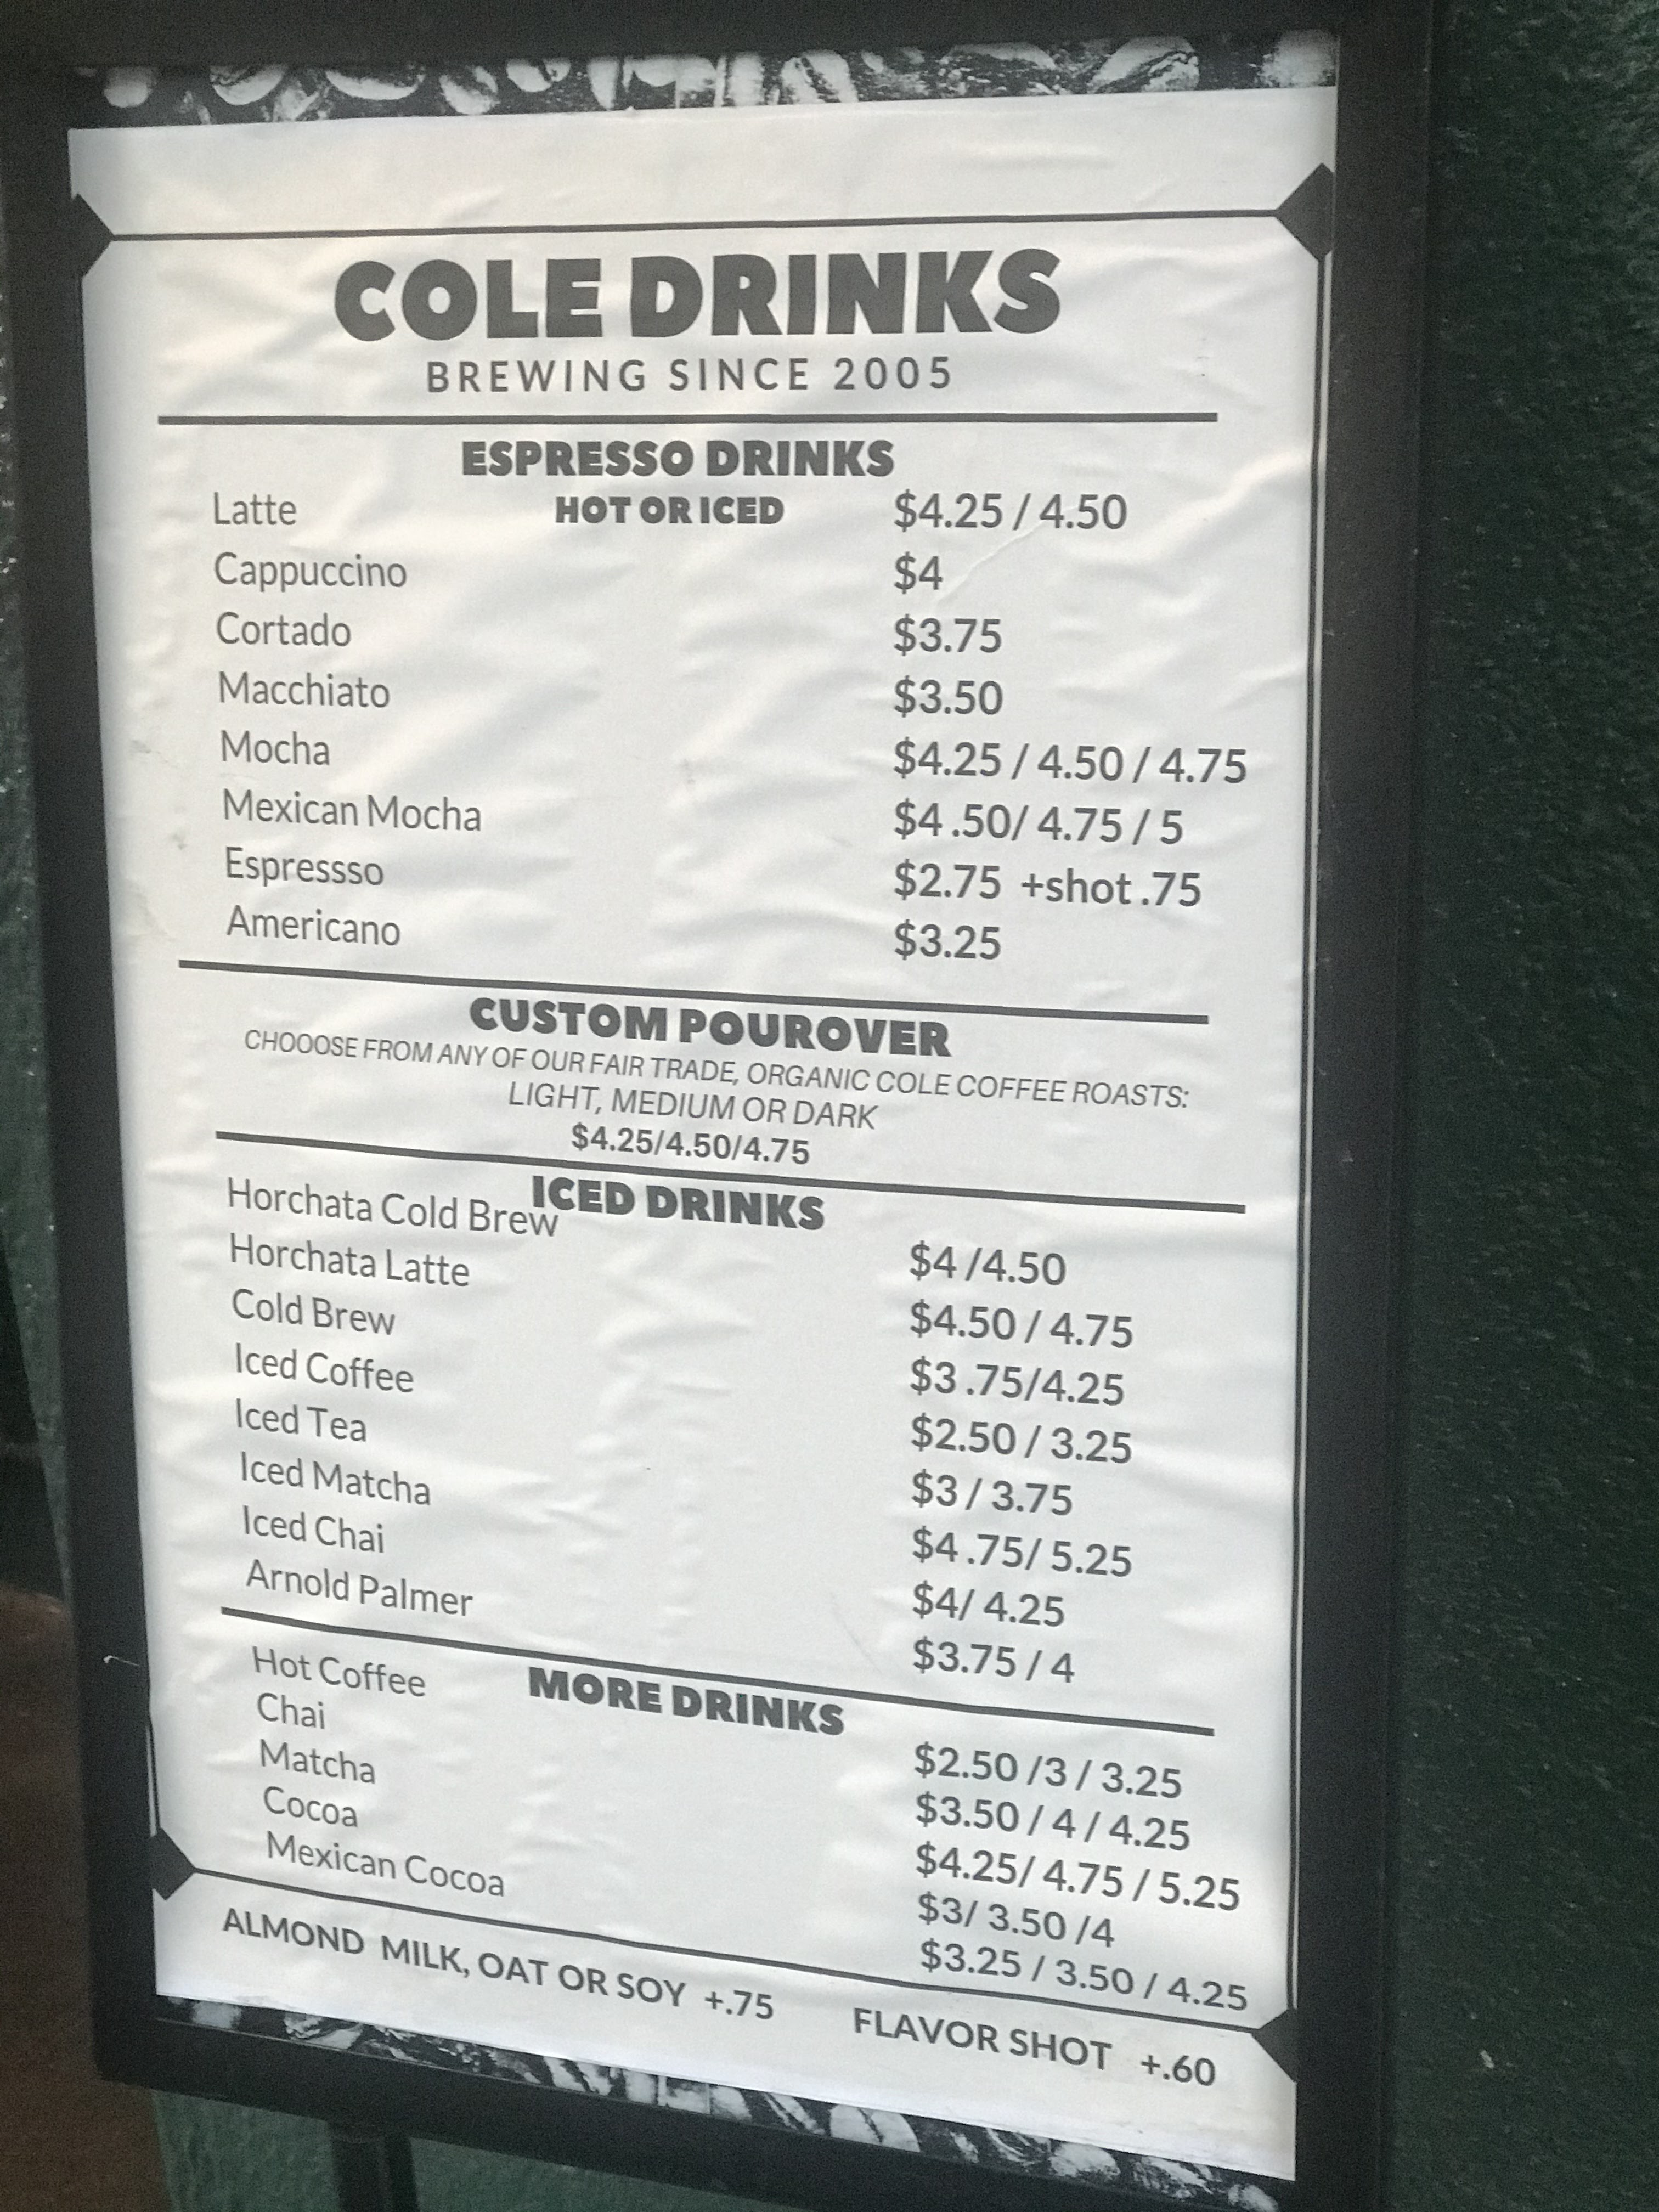 COLE DRINKS
BREWING SINCE 2005
ESPRESSO DRINKS
Latte HOT OR ICED $4.25 / 4.50
Cappuccino $4
Cortado $3.75
Macchiato $3.50
Mocha $4.25 / 4.50 / 4.75
Mexican Mocha $4 .50/ 4.75 / 5
Espressso $2.75 +shot .75
Americano $3.25
CUSTOM POUROVER
CHOOOSE FROM ANY OF OUR FAIR TRADE, ORGANIC COLE COFFEE ROASTS:
LIGHT, MEDIUM OR DARK
$4.25/4.50/4.75
ICED DRINKS
Horchata Cold Brew $4 /4.50
Horchata Latte $4.50 / 4.75
Cold Brew $3 .75/4.25
Iced Coffee $2.50 / 3.25
Iced Tea $3 / 3.75
Iced Matcha $4 .75/ 5.25
Iced Chai $4/ 4.25
Arnold Palmer $3.75 / 4
MORE DRINKS
Hot Coffee $2.50 /3 / 3.25
Chai $3.50 / 4 / 4.25
Matcha $4.25/ 4.75 / 5.25
Cocoa $3/ 3.50 /4
Mexican Cocoa $3.25 / 3.50 / 4.25
ALMOND MILK, OAT OR SOY +.75 FLAVOR SHOT +.60